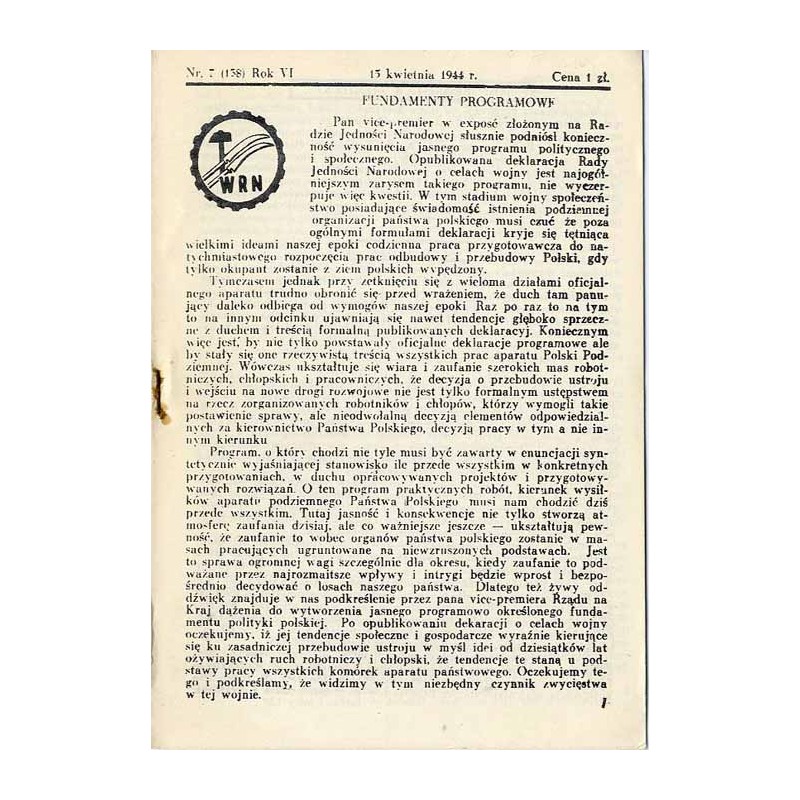 Nr. 7 (138) Rok VI 15 kwietnia 1944 r. Cena 1 zł.
FUNDAMENTY PROGRAMOWE
WRN
Pan vice-premier w exposé złożonym na Ra-
dzie Jedności Narodowej słusznie podniósł koniecz-
ność wysunięcia jasnego programu politycznego
i społecznego. Opublikowana deklaracja Rady
Jedności Narodowej o celach wojny jest najogół-
niejszym zarysem takiego programu, nie wyczer-
puje więc kwestii. W tym stadium wojny społeczeń-
stwo posiadające świadomość istnienia podziemnej
organizacji państwa polskiego musi czuć że poza
ogólnymi formułami deklaracji kryje się tętniąca
wielkimi ideami naszej epoki codzienna praca przygotowawcza do na-
tychmiastowego rozpoczęcia prac odbudowy i przebudowy Polski, gdy
tylko okupant zostanie z ziem polskich wypędzony.
Tymczasem jednak przy zetknięciu się z wieloma działami oficjal-
nego aparatu trudno obronić się przed wrażeniem, że duch tam panu-
jący daleko odbiega od wymogów naszej epoki Raz po raz to na tym
to na innym odcinku ujawniają się nawet tendencje głęboko sprzecz-
ne z duchem i treścią formalną publikowanych deklaracyj. Koniecznym
więc jest, by nie tylko powstawały oficjalne deklaracje programowe ale
by stały się one rzeczywistą treścią wszystkich prac aparatu Polski Pod-
ziemnej. Wówczas ukształtuje się wiara i zaufanie szerokich mas robot-
niczych, chłopskich i pracowniczych, że decyzja o przebudowie ustroju
i wejściu na nowe drogi rozwojowe nie jest tylko formalnym ustępstwem
na rzecz zorganizowanych robotników i chłopów, którzy wymogli takie
postawienie sprawy, ale nieodwołalną decyzją elementów odpowiedzial-
nych za kierownictwo Państwa Polskiego, decyzją pracy w tym a nie in-
nym kierunku
Program, o który chodzi nie tyle musi być zawarty w enuncjacji syn-
tetycznie wyjaśniającej stanowisko ile przede wszystkim w konkretnych
przygotowaniach, w duchu opracowywanych projektów i przygotowy-
wanych rozwiązań. O ten program praktycznych robót, kierunek wysił-
ków aparatu podziemnego Państwa Polskiego musi nam chodzić dziś
przede wszystkim. Tutaj jasność i konsekwencje nie tylko stworzą at-
mosferę zaufania dzisiaj, ale co ważniejsze jeszcze — ukształtują pew-
ność, że zaufanie to wobec organów państwa polskiego zostanie w ma-
sach pracujących ugruntowane na niewzruszonych podstawach. Jest
to sprawa ogromnej wagi szczególnie dla okresu, kiedy zaufanie to pod-
ważane przez najrozmaitsze wpływy i intrygi będzie wprost i bezpo-
średnio decydować o losach naszego państwa. Dlatego też żywy od-
dźwięk znajduje w nas podkreślenie przez pana vice-premiera Rządu na
Kraj dążenia do wytworzenia jasnego programowo określonego funda-
mentu polityki polskiej. Po opublikowaniu dekaracji o celach wojny
oczekujemy, iż jej tendencje społeczne i gospodarcze wyraźnie kierujące
się ku zasadniczej przebudowie ustroju w myśl idei od dziesiątków lat
ożywiających ruch robotniczy i chłopski, że tendencje te staną u pod-
stawy pracy wszystkich komórek aparatu państwowego. Oczekujemy te-
go i podkreślamy, że widzimy w tym niezbędny czynnik zwycięstwa
w tej wojnie.
1